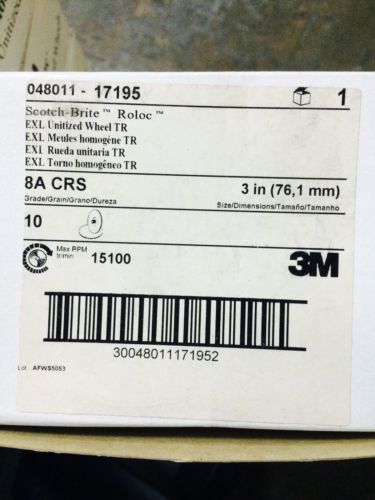 048011 - 17195 1
Scotch-Brite™ Roloc™
EXL Unitized Wheel TR
EXL Meules homogène TR
EXL Rueda unitaria TR
EXL Torno homogêneo TR
8A CRS 3 in (76,1 mm)
Grade/Grain/Grano/Dureza Size/Dimensions/Tamaño/Tamanho
10
Max RPM
tr/min 15100
3M
30048011171952
Lot AFWS5053